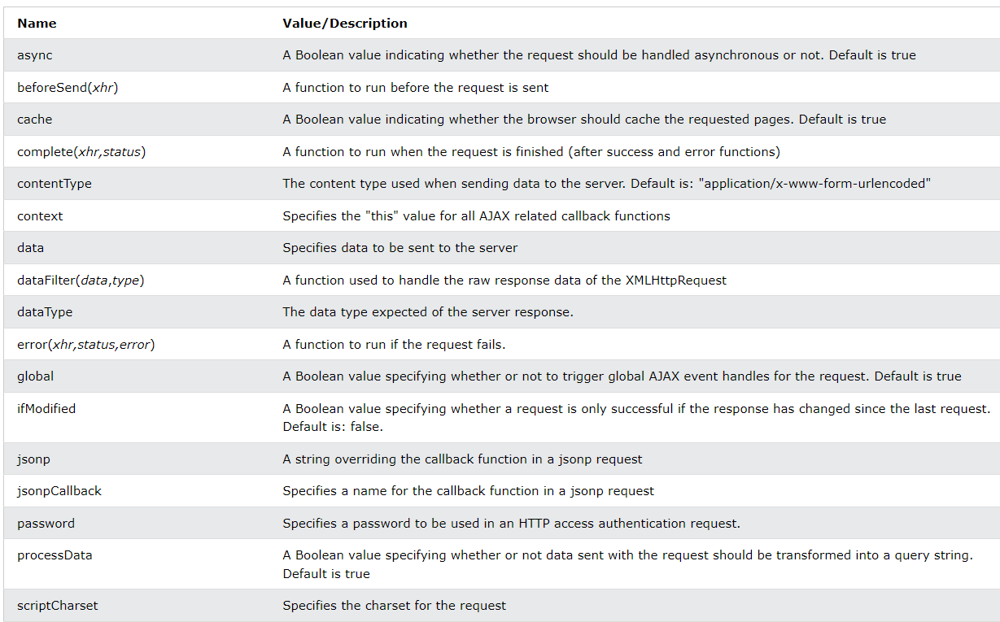 Name Value/Description
async A Boolean value indicating whether the request should be handled asynchronous or not. Default is true
beforeSend(xhr) A function to run before the request is sent
cache A Boolean value indicating whether the browser should cache the requested pages. Default is true
complete(xhr,status) A function to run when the request is finished (after success and error functions)
contentType The content type used when sending data to the server. Default is: "application/x-www-form-urlencoded"
context Specifies the "this" value for all AJAX related callback functions
data Specifies data to be sent to the server
dataFilter(data,type) A function used to handle the raw response data of the XMLHttpRequest
dataType The data type expected of the server response.
error(xhr,status,error) A function to run if the request fails.
global A Boolean value specifying whether or not to trigger global AJAX event handles for the request. Default is true
ifModified A Boolean value specifying whether a request is only successful if the response has changed since the last request.
Default is: false.
jsonp A string overriding the callback function in a jsonp request
jsonpCallback Specifies a name for the callback function in a jsonp request
password Specifies a password to be used in an HTTP access authentication request.
processData A Boolean value specifying whether or not data sent with the request should be transformed into a query string.
Default is true
scriptCharset Specifies the charset for the request